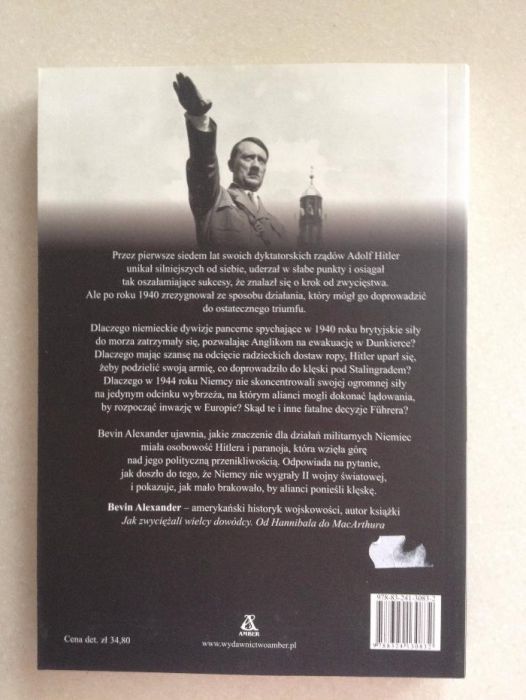 Przez pierwsze siedem lat swoich dyktatorskich rządów Adolf Hitler
unikał silniejszych od siebie, uderzał w słabe punkty i osiągał
tak oszałamiające sukcesy, że znalazł się o krok od zwycięstwa.
Ale po roku 1940 zrezygnował ze sposobu działania, który mógł go doprowadzić
do ostatecznego triumfu.
Dlaczego niemieckie dywizje pancerne spychające w 1940 roku brytyjskie siły
do morza zatrzymały się, pozwalając Anglikom na ewakuację w Dunkierce?
Dlaczego mając szansę na odcięcie radzieckich dostaw ropy, Hitler uparł się,
żeby podzielić swoją armię, co doprowadziło do klęski pod Stalingradem?
Dlaczego w 1944 roku Niemcy nie skoncentrowali swojej ogromnej siły
na jedynym odcinku wybrzeża, na którym alianci mogli dokonać lądowania,
by rozpocząć inwazję w Europie? Skąd te i inne fatalne decyzje Führera?
Bevin Alexander ujawnia, jakie znaczenie dla działań militarnych Niemiec
miała osobowość Hitlera i paranoja, która wzięła górę
nad jego polityczną przenikliwością. Odpowiada na pytanie,
jak doszło do tego, że Niemcy nie wygrały II wojny światowej,
i pokazuje, jak mało brakowało, by alianci ponieśli klęskę.
Bevin Alexander – amerykański historyk wojskowości, autor książki
Jak zwyciężali wielcy dowódcy. Od Hannibala do MacArthura
978-83-241-3083-2
9788324130832
AMBER
Cena det. zł 34,80
www.wydawnictwoamber.pl